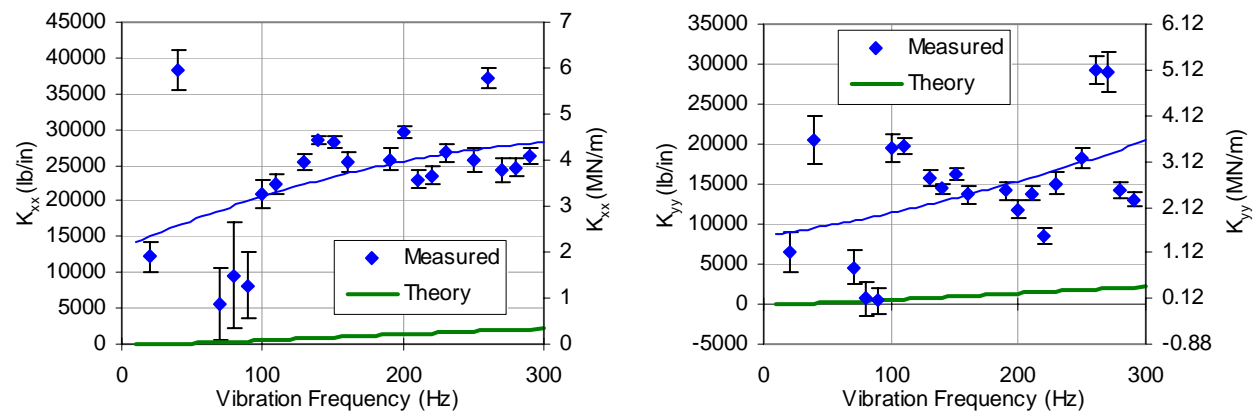 45000
40000
35000
30000
25000
20000
15000
10000
5000
0
Kxx (lb/in)
7
6
5
4
3
2
1
0
Kxx (MN/m)
Measured
Theory
0 100 200 300
Vibration Frequency (Hz)
35000
30000
25000
20000
15000
10000
5000
0
-5000
Kyy (lb/in)
6.12
5.12
4.12
3.12
2.12
1.12
0.12
-0.88
Kyy (MN/m)
Measured
Theory
0 100 200 300
Vibration Frequency (Hz)